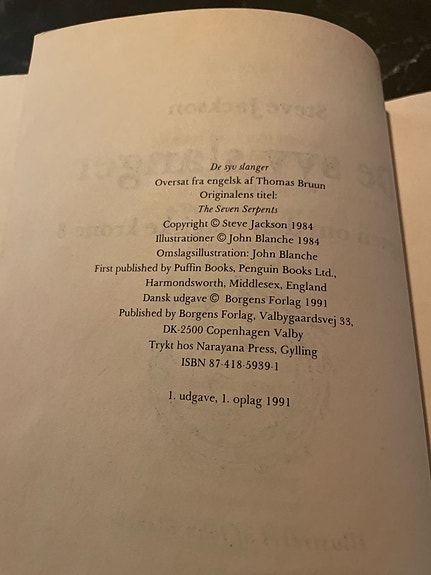 De syv slanger
Oversat fra engelsk af Thomas Bruun
Originalens titel:
The Seven Serpents
Copyright © Steve Jackson 1984
Illustrationer © John Blanche 1984
Omslagsillustration: John Blanche
First published by Puffin Books, Penguin Books Ltd.,
Harmondsworth, Middlesex, England
Dansk udgave © Borgens Forlag 1991
Published by Borgens Forlag, Valbygaardsvej 33,
DK-2500 Copenhagen Valby
Trykt hos Narayana Press, Gylling
ISBN 87-418-5939-1
1. udgave, 1. oplag 1991